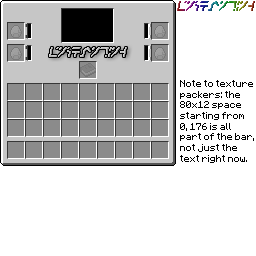 Note to texture
packers: the
80x12 space
starting from
0,176 is all
part of the bar,
not just the
text right now.